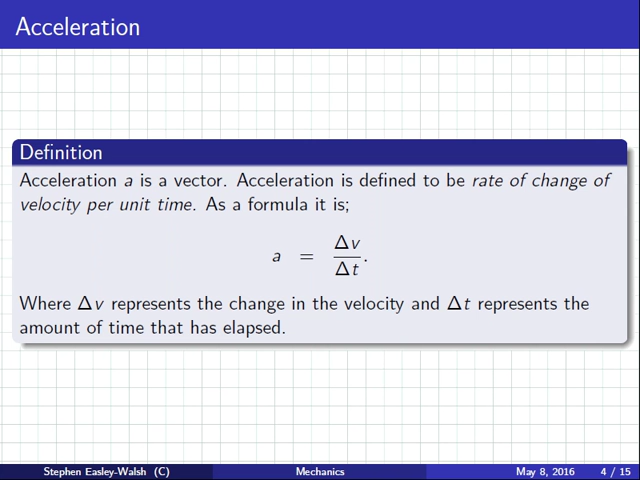 Acceleration
Definition
Acceleration a is a vector. Acceleration is defined to be rate of change of
velocity per unit time. As a formula it is;
a = Δv/Δt.
Where Δv represents the change in the velocity and Δt represents the
amount of time that has elapsed.
Stephen Easley-Walsh (C) Mechanics May 8, 2016 4 / 15